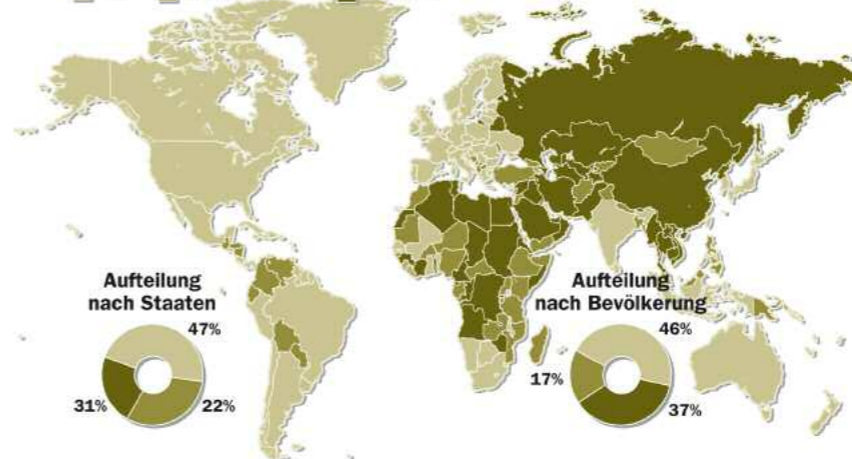 Aufteilung
nach Staaten
47%
31%
22%
Aufteilung
nach Bevölkerung
46%
17%
37%